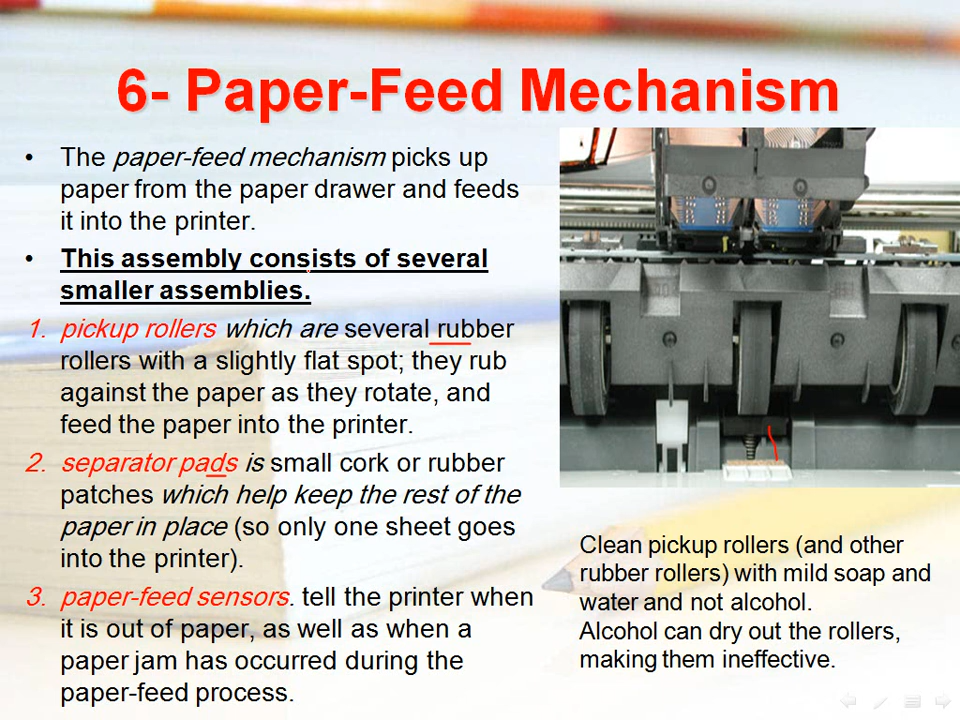 6- Paper-Feed Mechanism
• The paper-feed mechanism picks up
paper from the paper drawer and feeds
it into the printer.
• This assembly consists of several
smaller assemblies.
1. pickup rollers which are several rubber
rollers with a slightly flat spot; they rub
against the paper as they rotate, and
feed the paper into the printer.
2. separator pads is small cork or rubber
patches which help keep the rest of the
paper in place (so only one sheet goes
into the printer).
3. paper-feed sensors. tell the printer when
it is out of paper, as well as when a
paper jam has occurred during the
paper-feed process.
Clean pickup rollers (and other
rubber rollers) with mild soap and
water and not alcohol.
Alcohol can dry out the rollers,
making them ineffective.